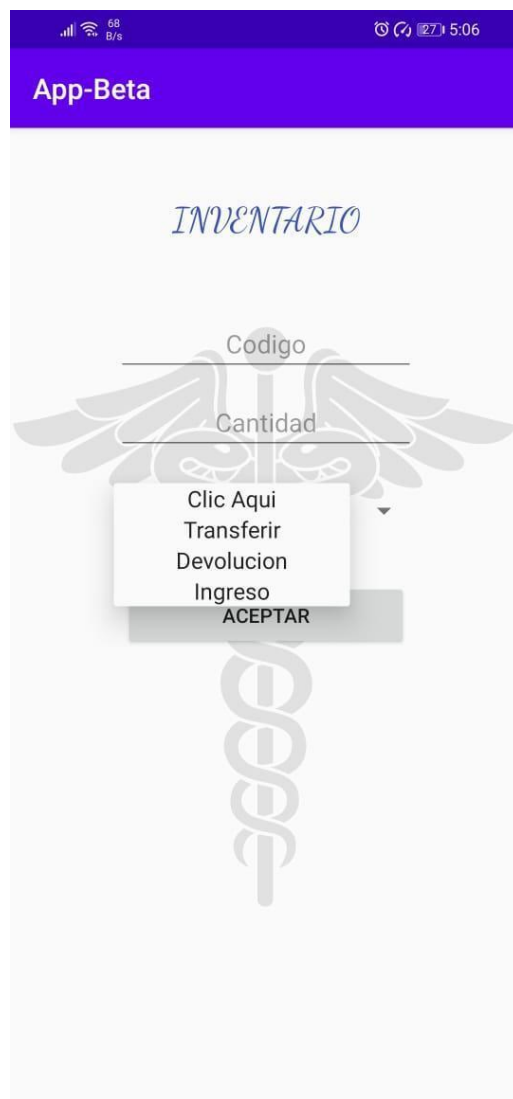 68
B/s
27 5:06
App-Beta
INVENTARIO
Codigo
Cantidad
Clic Aqui
Transferir
Devolucion
Ingreso
ACEPTAR